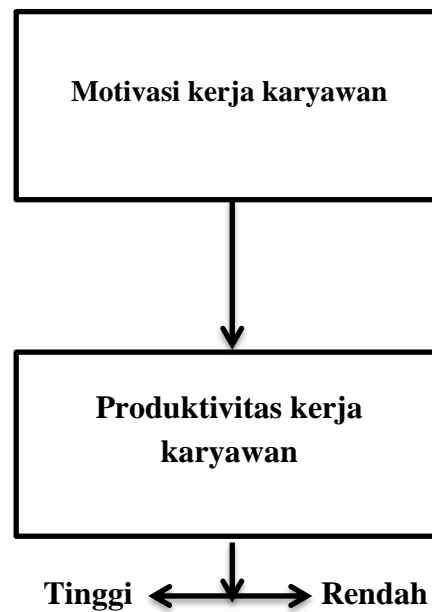 Motivasi kerja karyawan
Produktivitas kerja
karyawan
Tinggi Rendah